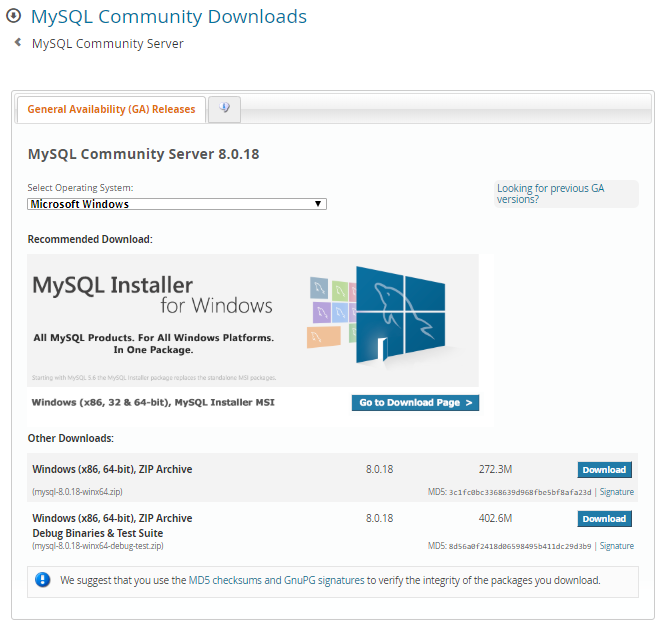 MySQL Community Downloads
MySQL Community Server
General Availability (GA) Releases
MySQL Community Server 8.0.18
Select Operating System:
Looking for previous GA
versions?
Microsoft Windows
Recommended Download:
MySQL Installer
for Windows
All MySQL Products. For All Windows Platforms.
In One Package.
Starting with MySQL 5.6 the MySQL Installer package replaces the standalone MSI packages.
Windows (x86, 32 & 64-bit), MySQL Installer MSI
Go to Download Page >
Other Downloads:
Windows (x86, 64-bit), ZIP Archive 8.0.18 272.3M Download
(mysql-8.0.18-winx64.zip) MD5: 3c1fc0bc3368639d968fbe5bf8afa23d | Signature
Windows (x86, 64-bit), ZIP Archive 8.0.18 402.6M Download
Debug Binaries & Test Suite
(mysql-8.0.18-winx64-debug-test.zip) MD5: 8d56a0f2418d06598495b411dc29d3b9 | Signature
We suggest that you use the MD5 checksums and GnuPG signatures to verify the integrity of the packages you download.